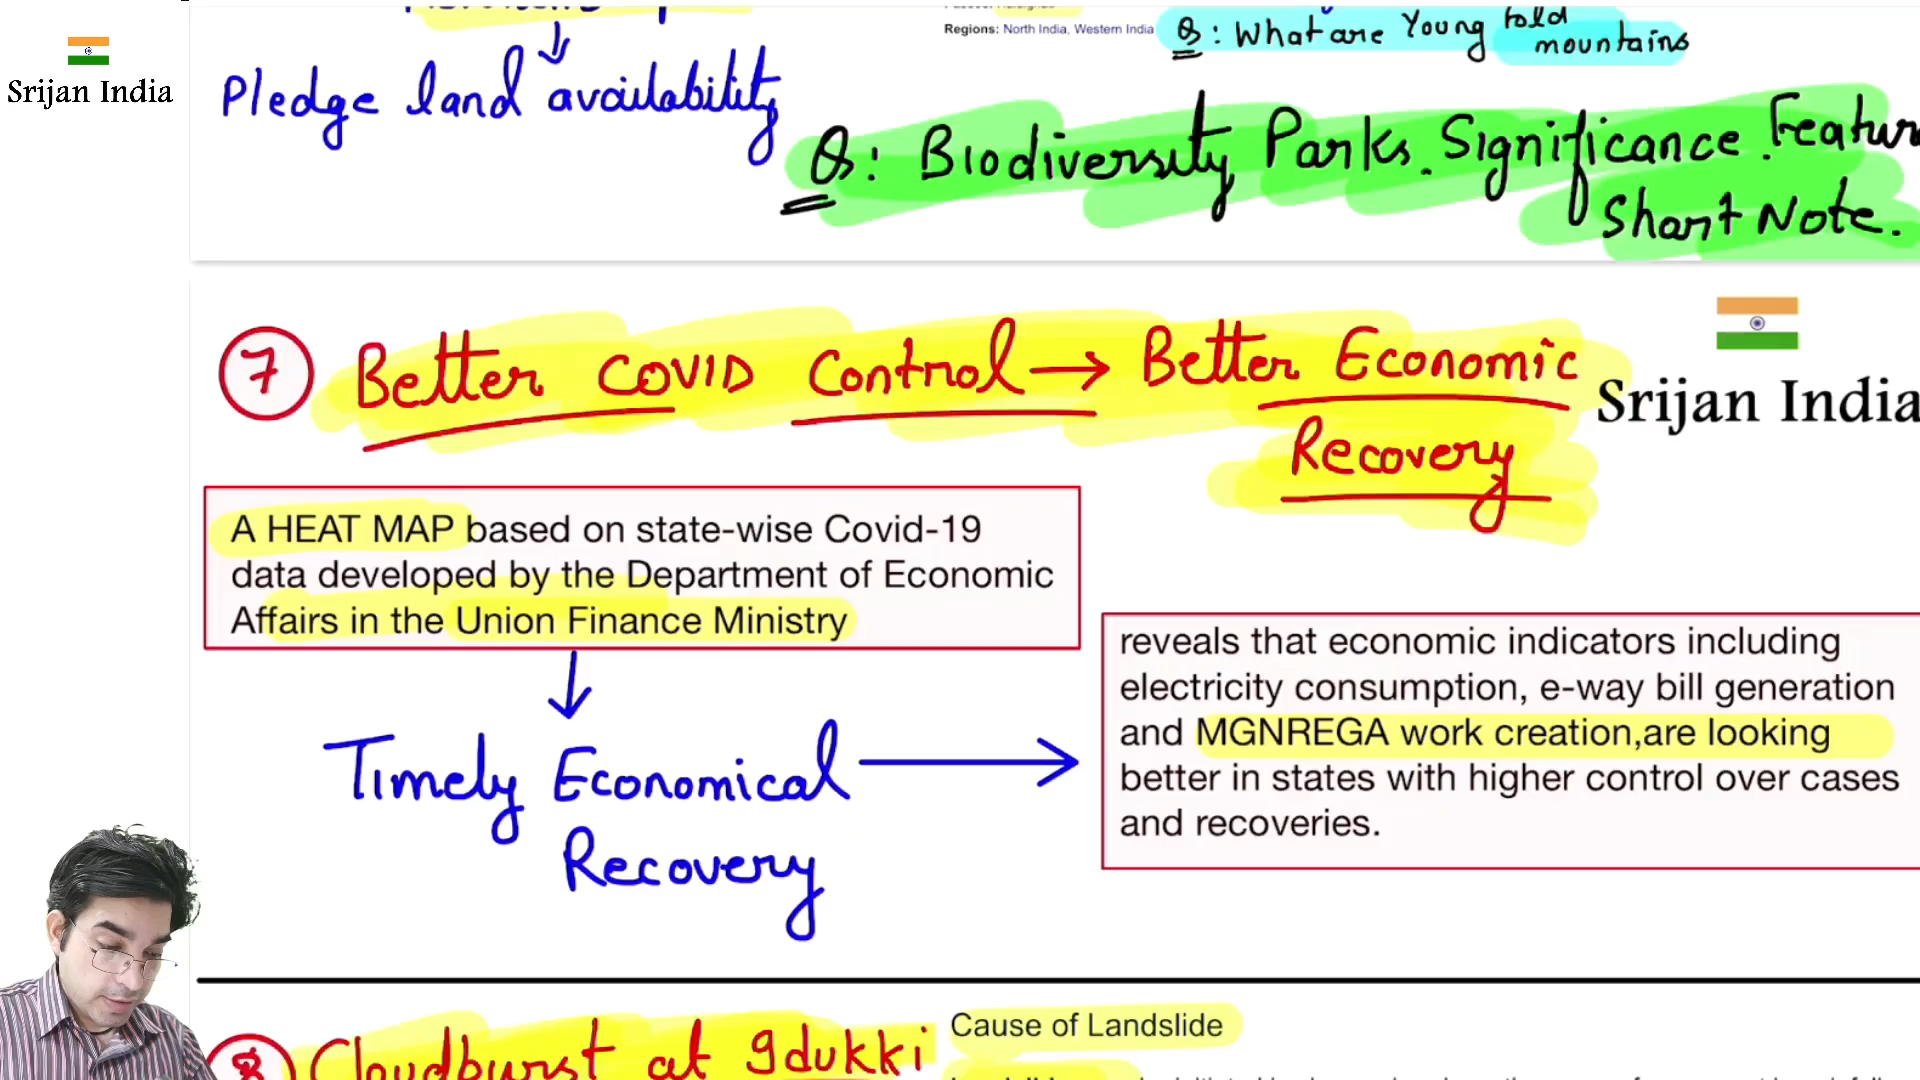 Srijan India
Pledge land availability
Regions: North India, Western India
Q: What are Young fold
mountains
Q: Biodiversity Parks. Significance. Featur
Short Note.
7 Better COVID Control → Better Economic
Recovery
Srijan India
A HEAT MAP based on state-wise Covid-19
data developed by the Department of Economic
Affairs in the Union Finance Ministry
Timely Economical
Recovery
reveals that economic indicators including
electricity consumption, e-way bill generation
and MGNREGA work creation,are looking
better in states with higher control over cases
and recoveries.
8 Cloudburst at Idukki
Cause of Landslide